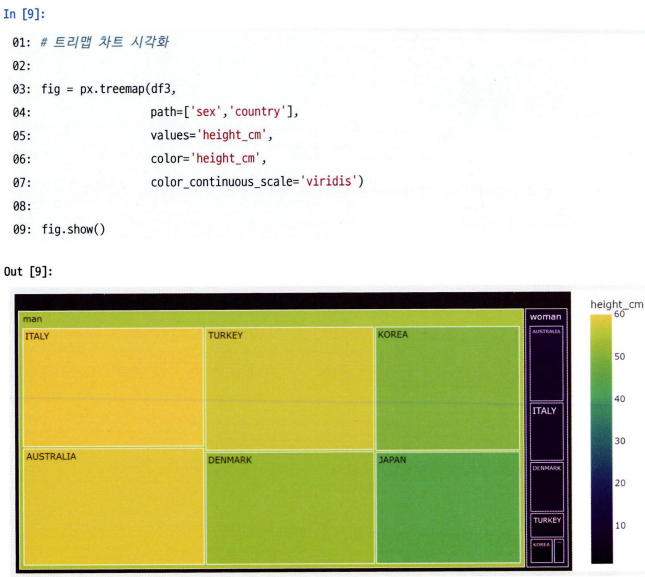 In [9]:
01: # 트리맵 차트 시각화
02:
03: fig = px.treemap(df3,
04: path=['sex','country'],
05: values='height_cm',
06: color='height_cm',
07: color_continuous_scale='viridis')
08:
09: fig.show()
Out [9]:
height_cm
man
woman
60
ITALY
TURKEY
KOREA
AUSTRALIA
50
40
ITALY
30
AUSTRALIA
DENMARK
JAPAN
DENMARK
20
TURKEY
10
KOREA